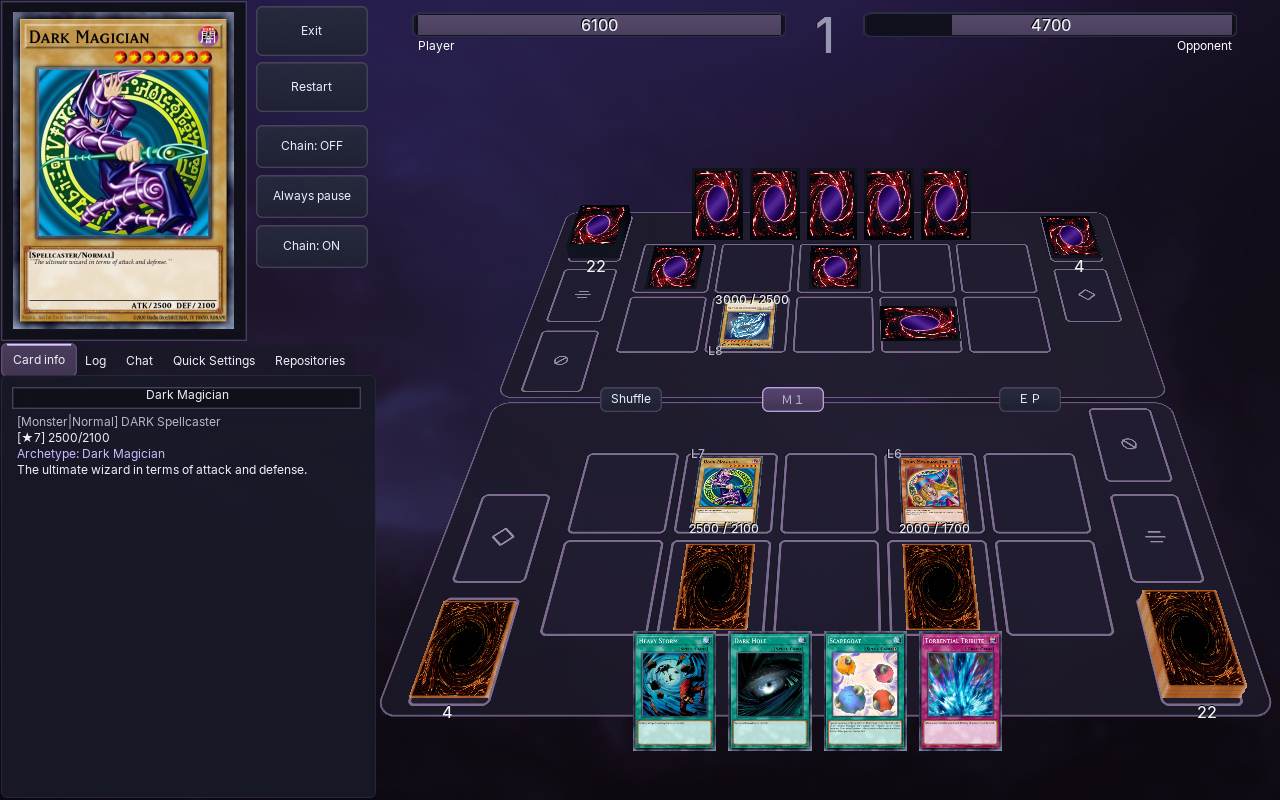 DARK MAGICIAN
[SPELLCASTER/NORMAL]
"The ultimate wizard in terms of attack and defense."
ATK/2500 DEF/2100
Exit
Restart
Chain: OFF
Always pause
Chain: ON
6100
Player
1
4700
Opponent
Card info
Log
Chat
Quick Settings
Repositories
Dark Magician
[Monster|Normal] DARK Spellcaster
[★7] 2500/2100
Archetype: Dark Magician
The ultimate wizard in terms of attack and defense.
22
4
3000 / 2500
L8
Shuffle
M 1
E P
L7
L6
2500 / 2100
2000 / 1700
HEAVY STORM
DARK HOLE
SCAPEGOAT
TORRENTIAL TRIBUTE
4
22